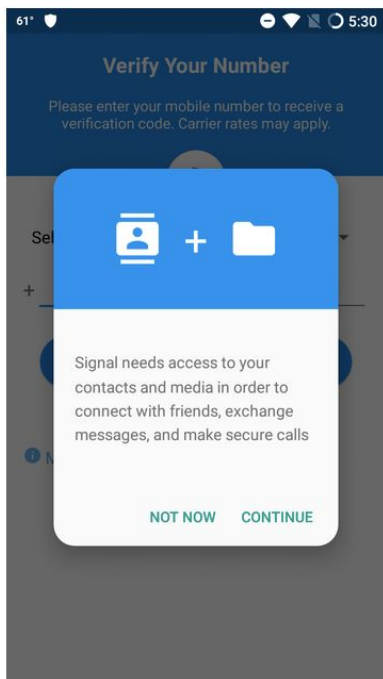 61° 5:30
Verify Your Number
Please enter your mobile number to receive a
verification code. Carrier rates may apply.
Sel
+
+
Signal needs access to your
contacts and media in order to
connect with friends, exchange
messages, and make secure calls
NOT NOW CONTINUE